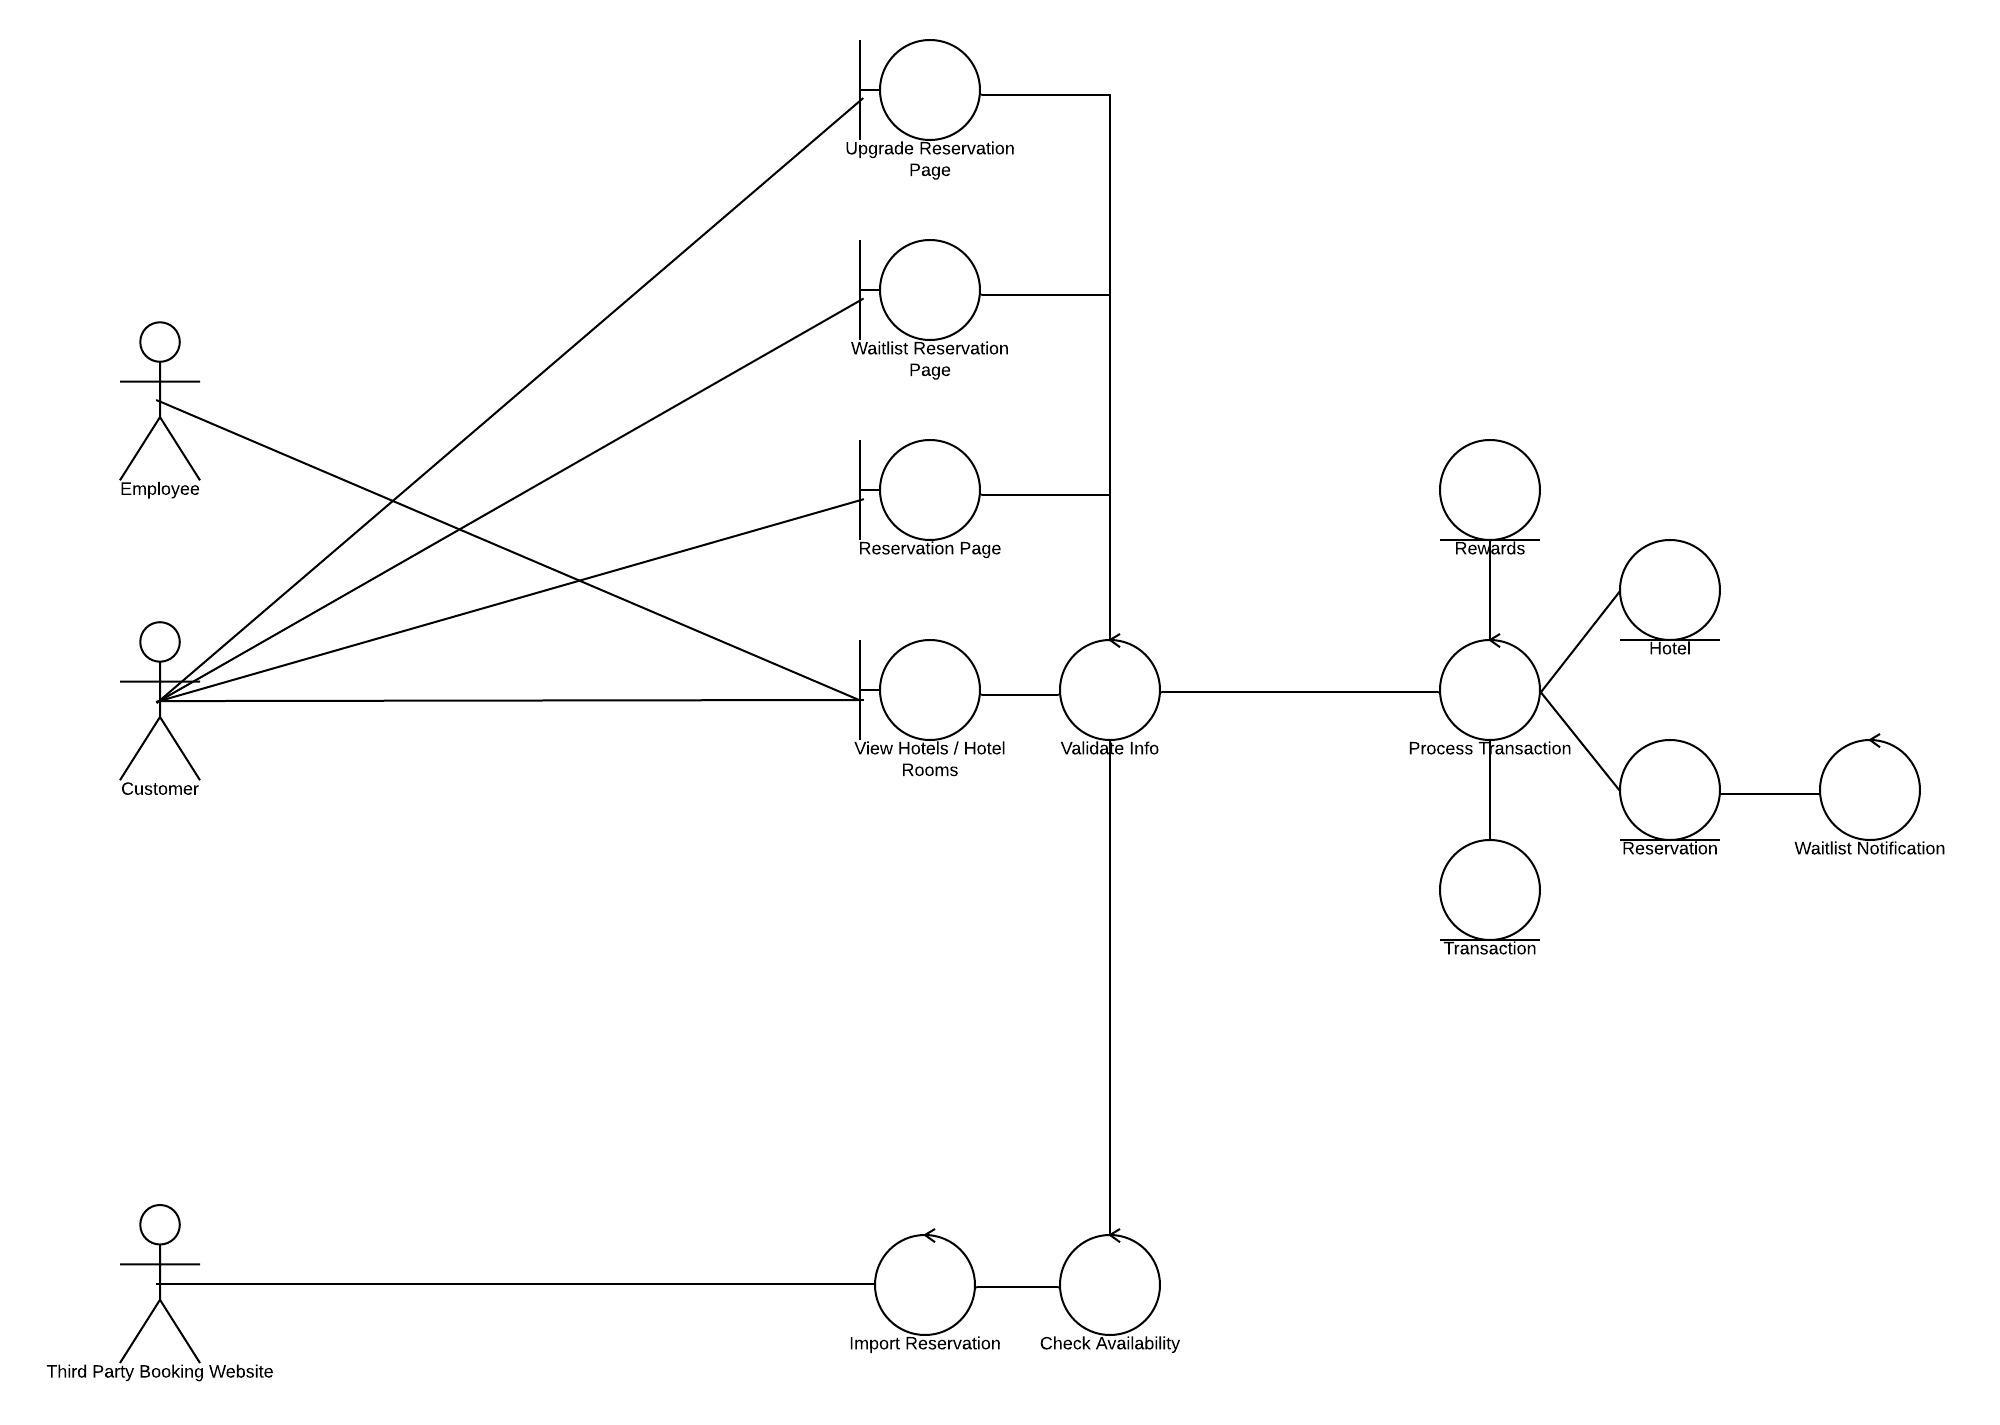 Upgrade Reservation
Page
Waitlist Reservation
Page
Employee
Reservation Page
Rewards
Hotel
View Hotels / Hotel
Rooms
Validate Info
Process Transaction
Customer
Reservation
Waitlist Notification
Transaction
Import Reservation
Check Availability
Third Party Booking Website